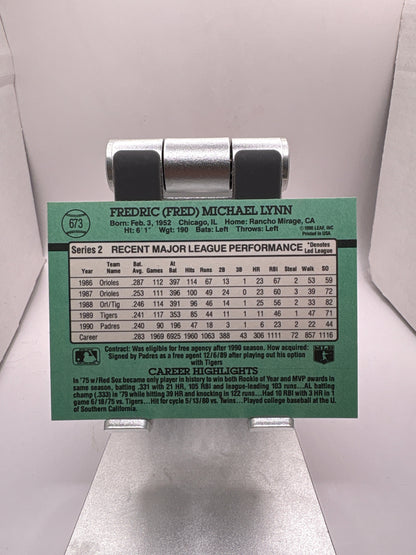 673
FREDRIC (FRED) MICHAEL LYNN
Born: Feb. 3, 1952 Chicago, IL Home: Rancho Mirage, CA
Ht: 6' 1" Wgt: 190 Bats: Left Throws: Left
© 1990 LEAF, INC.
Printed in USA
Series 2 RECENT MAJOR LEAGUE PERFORMANCE *Denotes Led League
Year Team Name Bat. Avg. Games At Bat Hits Runs 2B 3B HR RBI Steal Walk SO
1986 Orioles .287 112 397 114 67 13 1 23 67 2 53 59
1987 Orioles .253 111 396 100 49 24 0 23 60 3 39 72
1988 Orl/Tig .246 114 391 96 46 14 1 25 56 2 33 82
1989 Tigers .241 117 353 85 44 11 1 11 46 1 47 71
1990 Padres .240 90 196 47 18 3 1 6 23 2 22 44
Career .283 1969 6925 1960 1063 388 43 306 1111 72 857 1116
Contract: Was eligible for free agency after 1990 season. How acquired:
Signed by Padres as a free agent 12/6/89 after playing out his option
with Tigers
CAREER HIGHLIGHTS
In '75 w/Red Sox became only player in history to win both Rookie of Year and MVP awards in
same season, batting .331 with 21 HR, 105 RBI and league-leading 103 runs...AL batting
champ (.333) in '79 while hitting 39 HR and knocking in 122 runs...Had 10 RBI with 3 HR in 1
game 6/18/75 vs. Tigers...Hit for cycle 5/13/80 vs. Twins...Played college baseball at the U.
of Southern California.